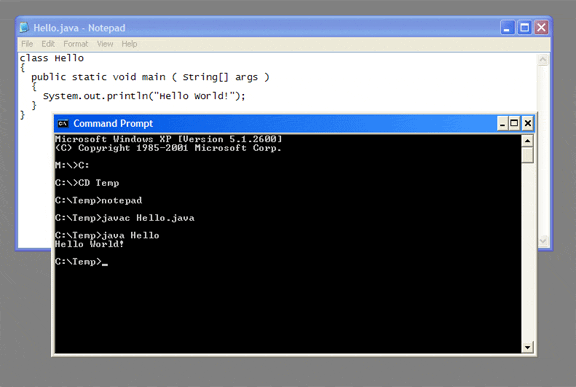 Hello.java - Notepad
File Edit Format View Help
class Hello
{
  public static void main ( String[] args )
  {
    System.out.println("Hello World!");
  }
}
Command Prompt
Microsoft Windows XP [Version 5.1.2600]
(C) Copyright 1985-2001 Microsoft Corp.
M:\>C:
C:\>CD Temp
C:\Temp>notepad
C:\Temp>javac Hello.java
C:\Temp>java Hello
Hello World!
C:\Temp>_